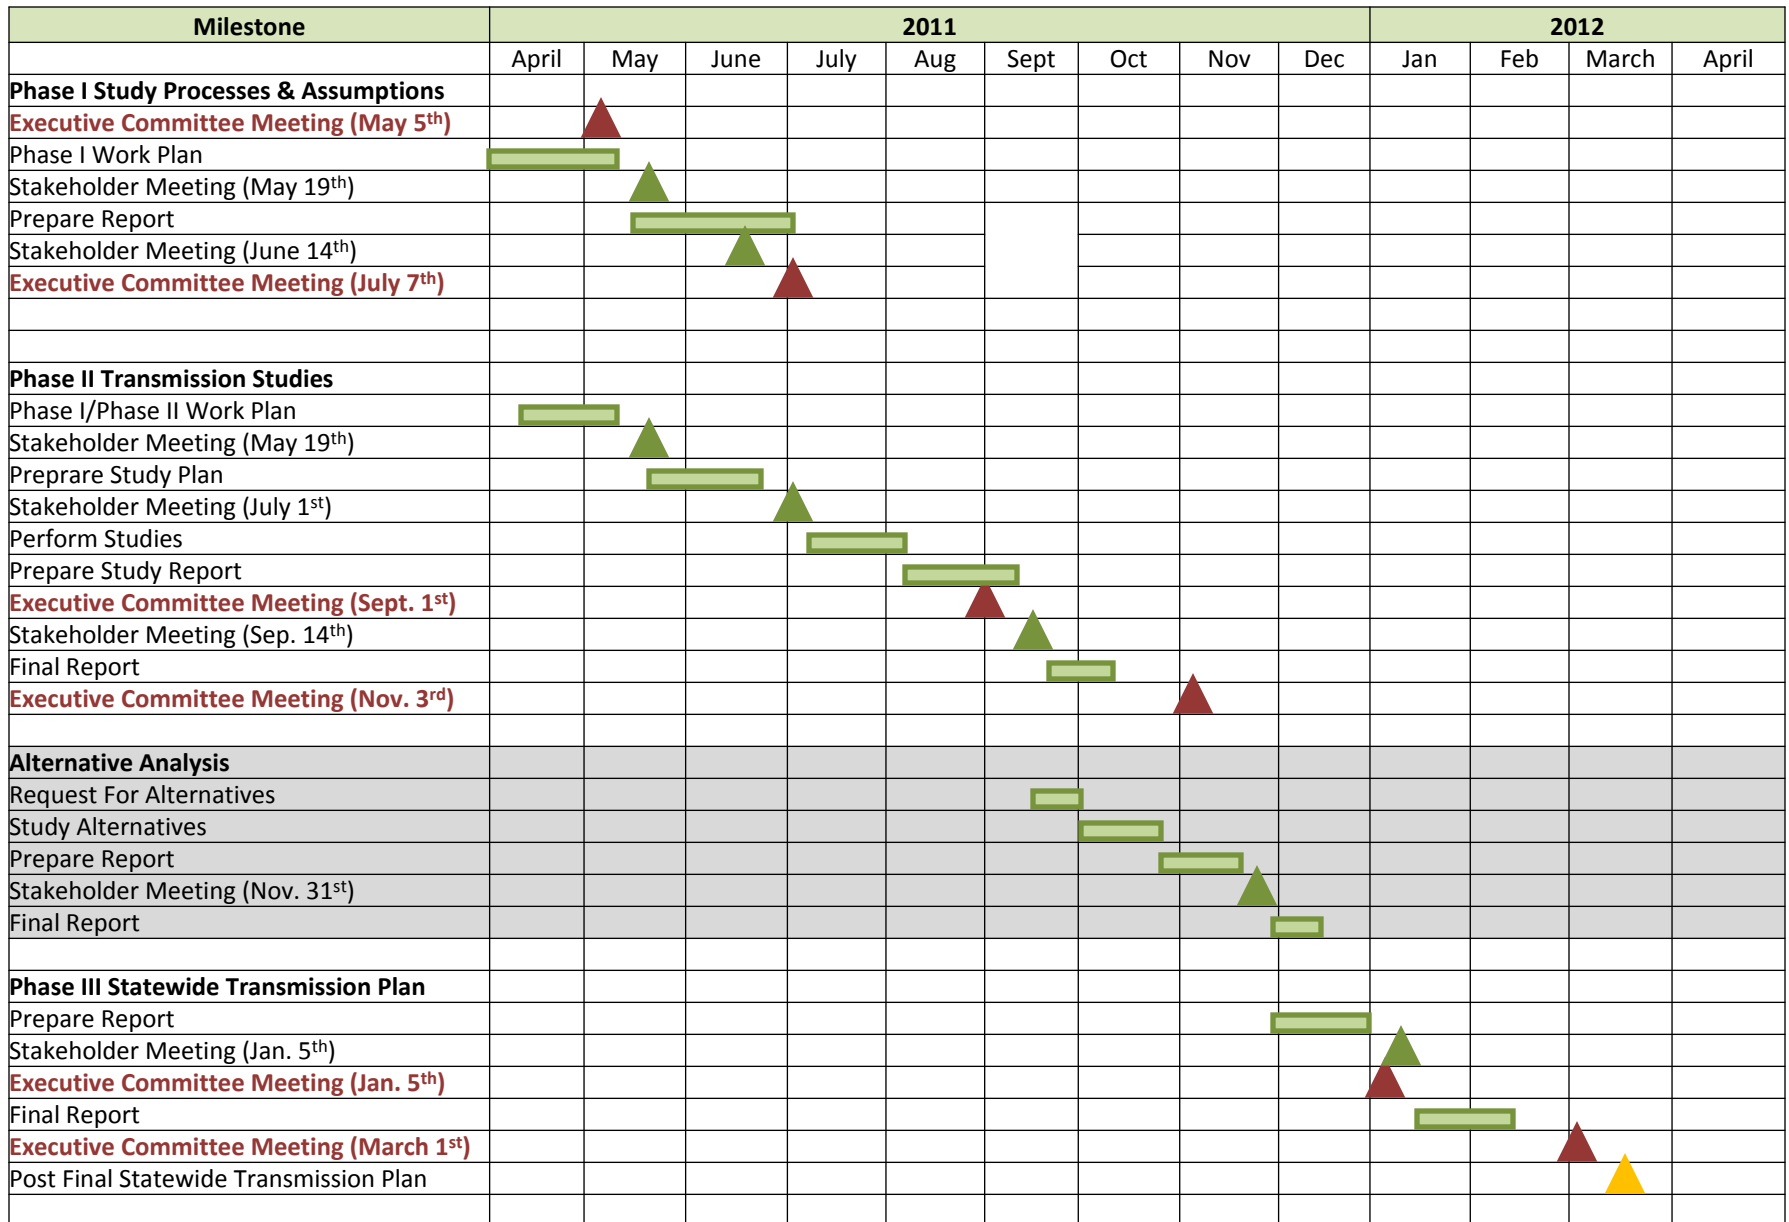 Milestone 2011 2012
April May June July Aug Sept Oct Nov Dec Jan Feb March April
Phase I Study Processes & Assumptions
Executive Committee Meeting (May 5th)
Phase I Work Plan
Stakeholder Meeting (May 19th)
Prepare Report
Stakeholder Meeting (June 14th)
Executive Committee Meeting (July 7th)
Phase II Transmission Studies
Phase I/Phase II Work Plan
Stakeholder Meeting (May 19th)
Preprare Study Plan
Stakeholder Meeting (July 1st)
Perform Studies
Prepare Study Report
Executive Committee Meeting (Sept. 1st)
Stakeholder Meeting (Sep. 14th)
Final Report
Executive Committee Meeting (Nov. 3rd)
Alternative Analysis
Request For Alternatives
Study Alternatives
Prepare Report
Stakeholder Meeting (Nov. 31st)
Final Report
Phase III Statewide Transmission Plan
Prepare Report
Stakeholder Meeting (Jan. 5th)
Executive Committee Meeting (Jan. 5th)
Final Report
Executive Committee Meeting (March 1st)
Post Final Statewide Transmission Plan